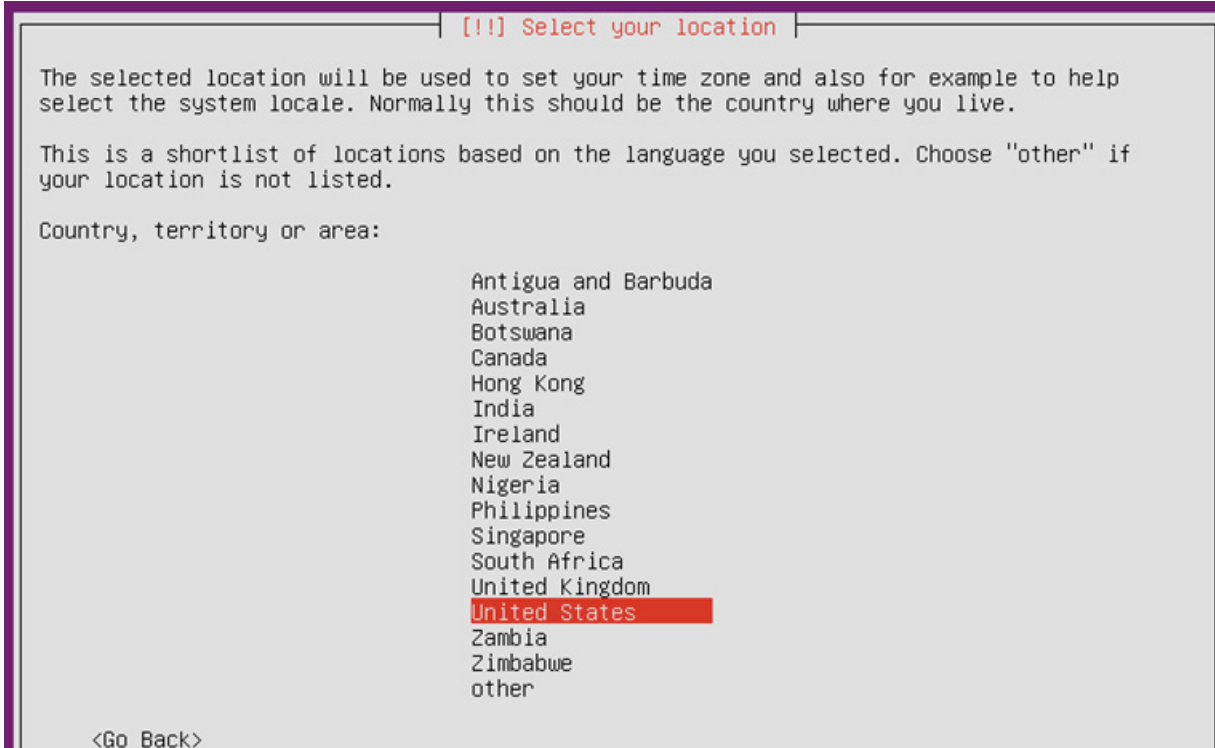 [!!] Select your location
The selected location will be used to set your time zone and also for example to help
select the system locale. Normally this should be the country where you live.
This is a shortlist of locations based on the language you selected. Choose "other" if
your location is not listed.
Country, territory or area:
Antigua and Barbuda
Australia
Botswana
Canada
Hong Kong
India
Ireland
New Zealand
Nigeria
Philippines
Singapore
South Africa
United Kingdom
United States
Zambia
Zimbabwe
other
<Go Back>